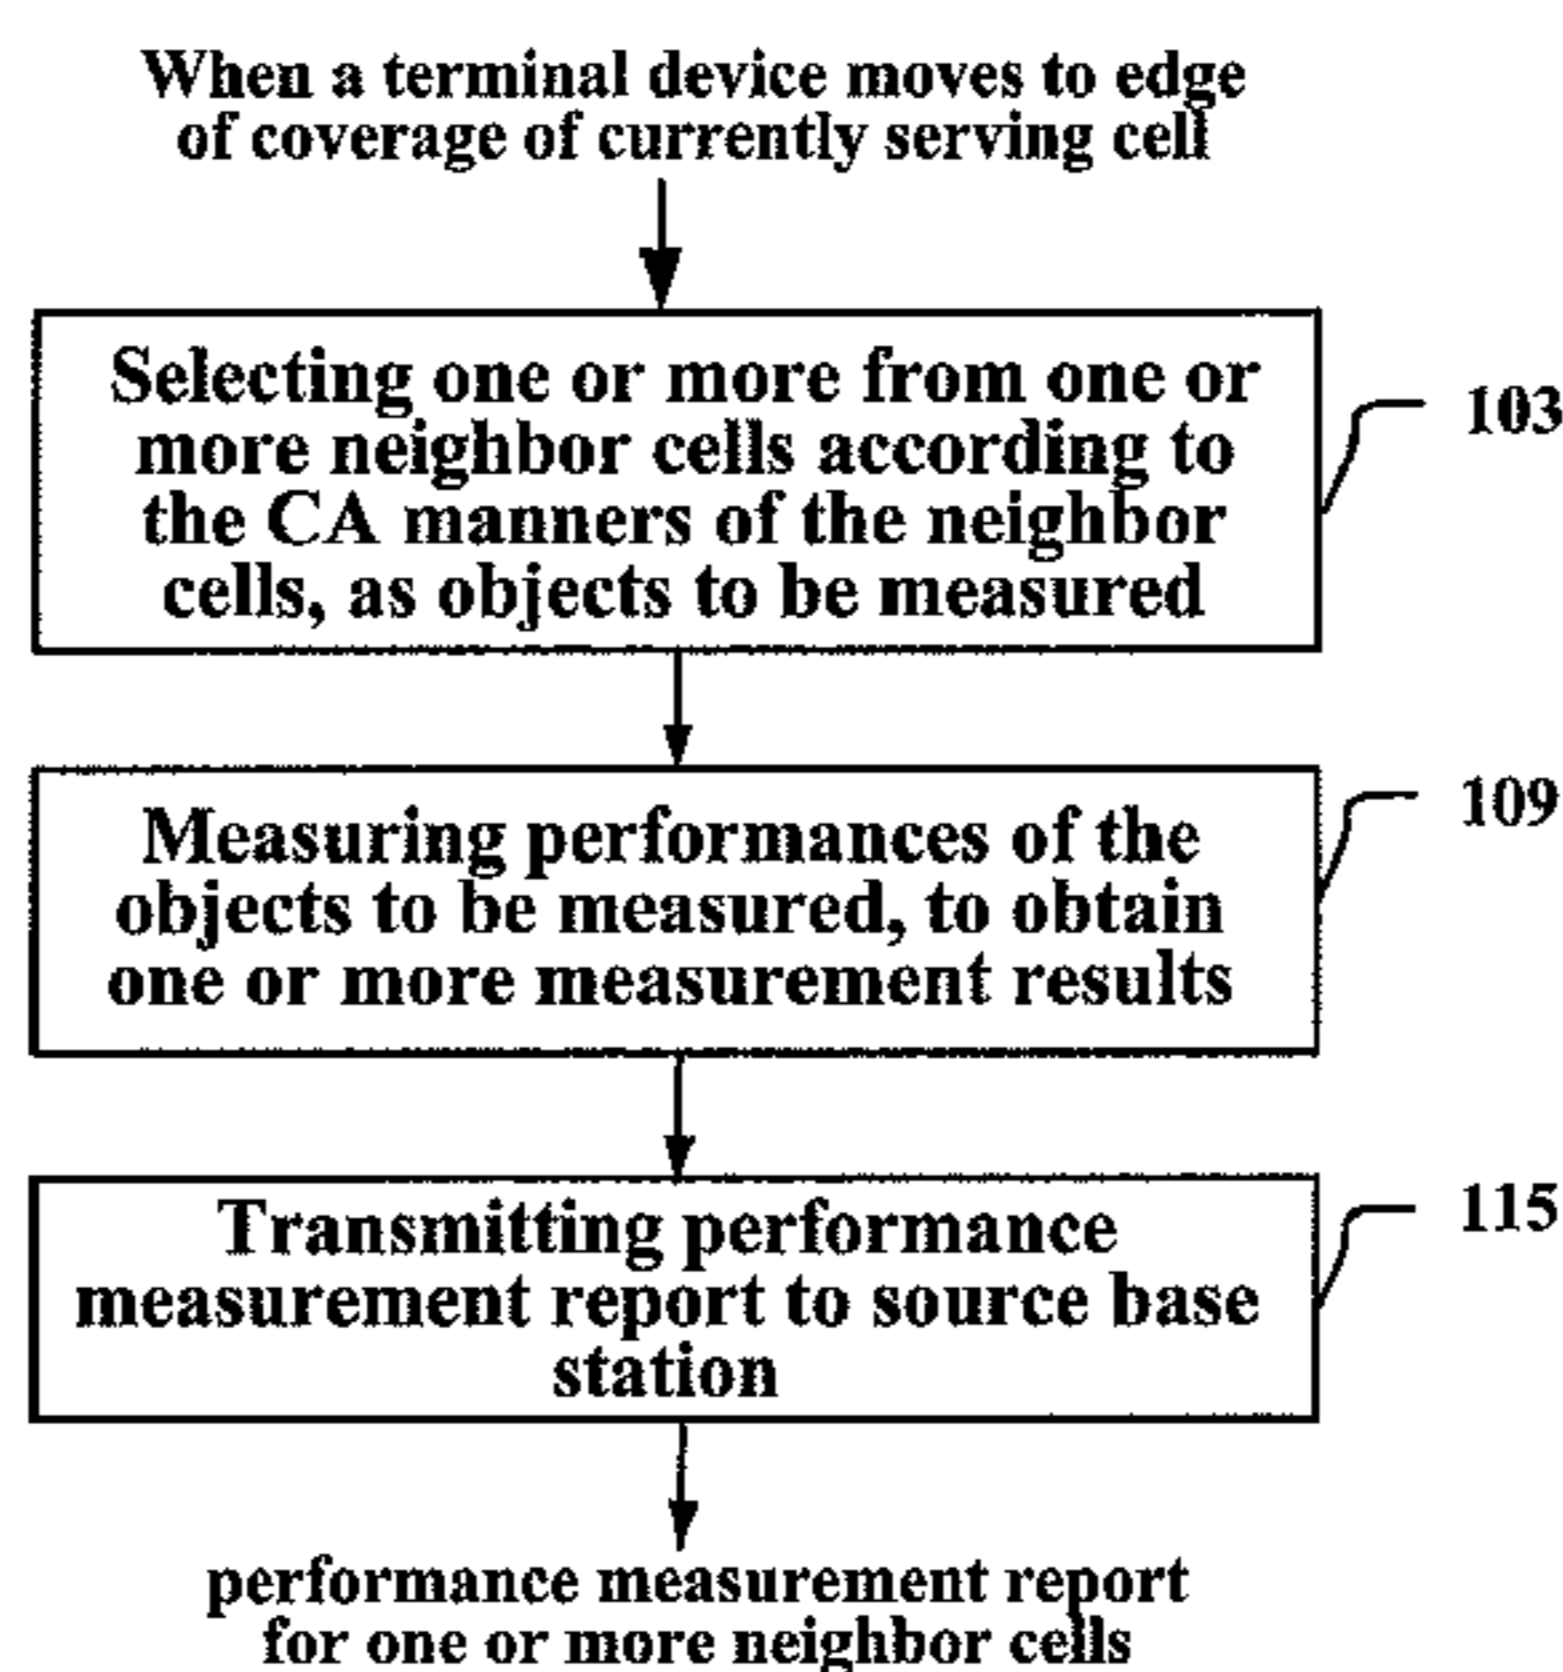 When a terminal device moves to edge
of coverage of currently serving cell
Selecting one or more from one or
more neighbor cells according to
the CA manners of the neighbor
cells, as objects to be measured
103
Measuring performances of the
objects to be measured, to obtain
one or more measurement results
109
Transmitting performance
measurement report to source base
station
115
performance measurement report
for one or more neighbor cells